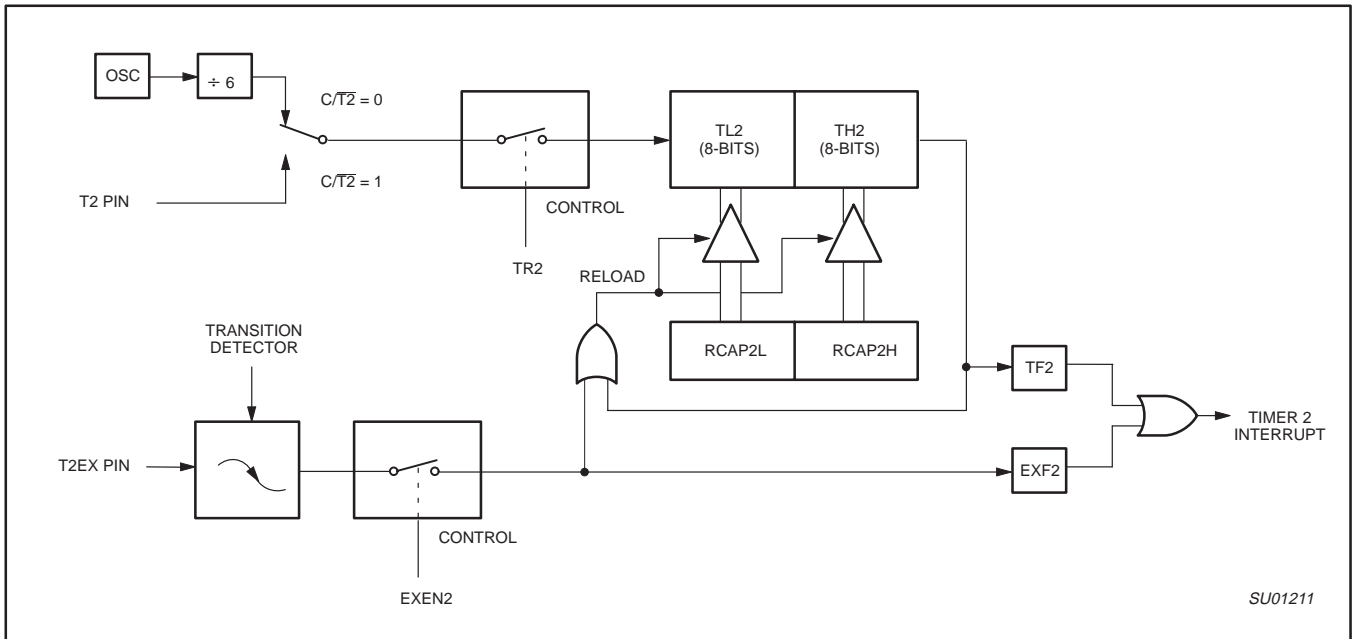 OSC
÷ 6
C/T2̅ = 0
C/T2̅ = 1
T2 PIN
CONTROL
TR2
TL2
(8-BITS)
TH2
(8-BITS)
RELOAD
RCAP2L
RCAP2H
TRANSITION
DETECTOR
T2EX PIN
CONTROL
EXEN2
TF2
EXF2
TIMER 2
INTERRUPT
SU01211